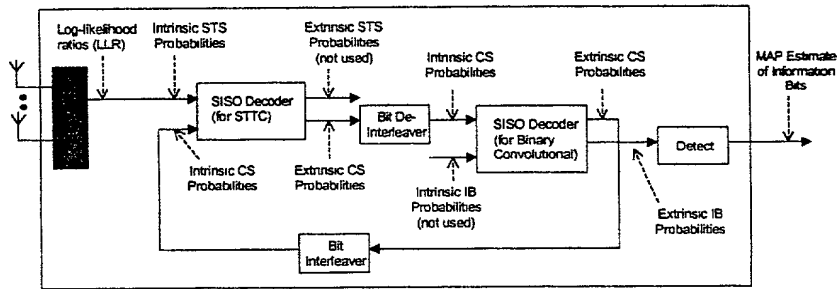 Log-likelihood
ratios (LLR)
Intrinsic STS
Probabilities
Extrinsic STS
Probabilities
(not used)
Intrinsic CS
Probabilities
Extrinsic CS
Probabilities
MAP Estimate
of Information
Bits
SISO Decoder
(for STTC)
Bit De-
Interleaver
SISO Decoder
(for Binary
Convolutional)
Detect
Intrinsic CS
Probabilities
Extrinsic CS
Probabilities
Intrinsic IB
Probabilities
(not used)
Extrinsic IB
Probabilities
Bit
Interleaver